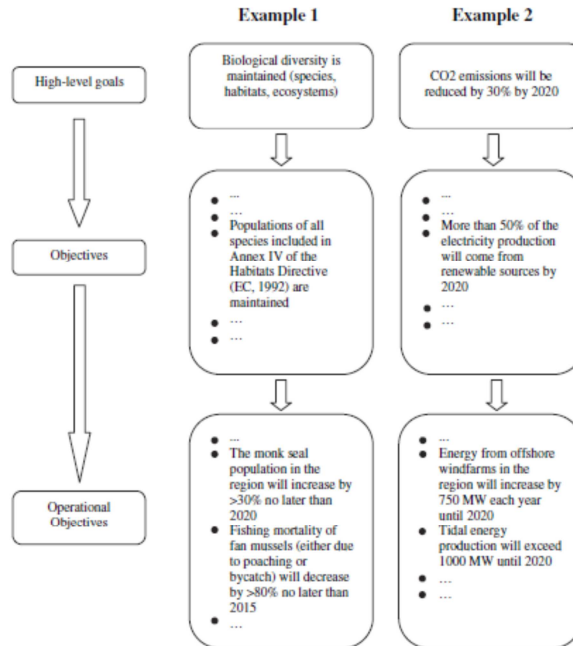 Example 1
Example 2
High-level goals
Biological diversity is
maintained (species,
habitats, ecosystems)
CO2 emissions will be
reduced by 30% by 2020
Objectives
● ...
● ...
● Populations of all
species included in
Annex IV of the
Habitats Directive
(EC, 1992) are
maintained
● ...
● ...
● ...
● ...
● More than 50% of the
electricity production
will come from
renewable sources by
2020
● ...
● ...
Operational
Objectives
● ...
● The monk seal
population in the
region will increase by
>30% no later than
2020
● Fishing mortality of
fan mussels (either due
to poaching or
bycatch) will decrease
by >80% no later than
2015
● ...
● ...
● Energy from offshore
windfarms in the
region will increase by
750 MW each year
until 2020
● Tidal energy
production will exceed
1000 MW until 2020
● ...
● ...